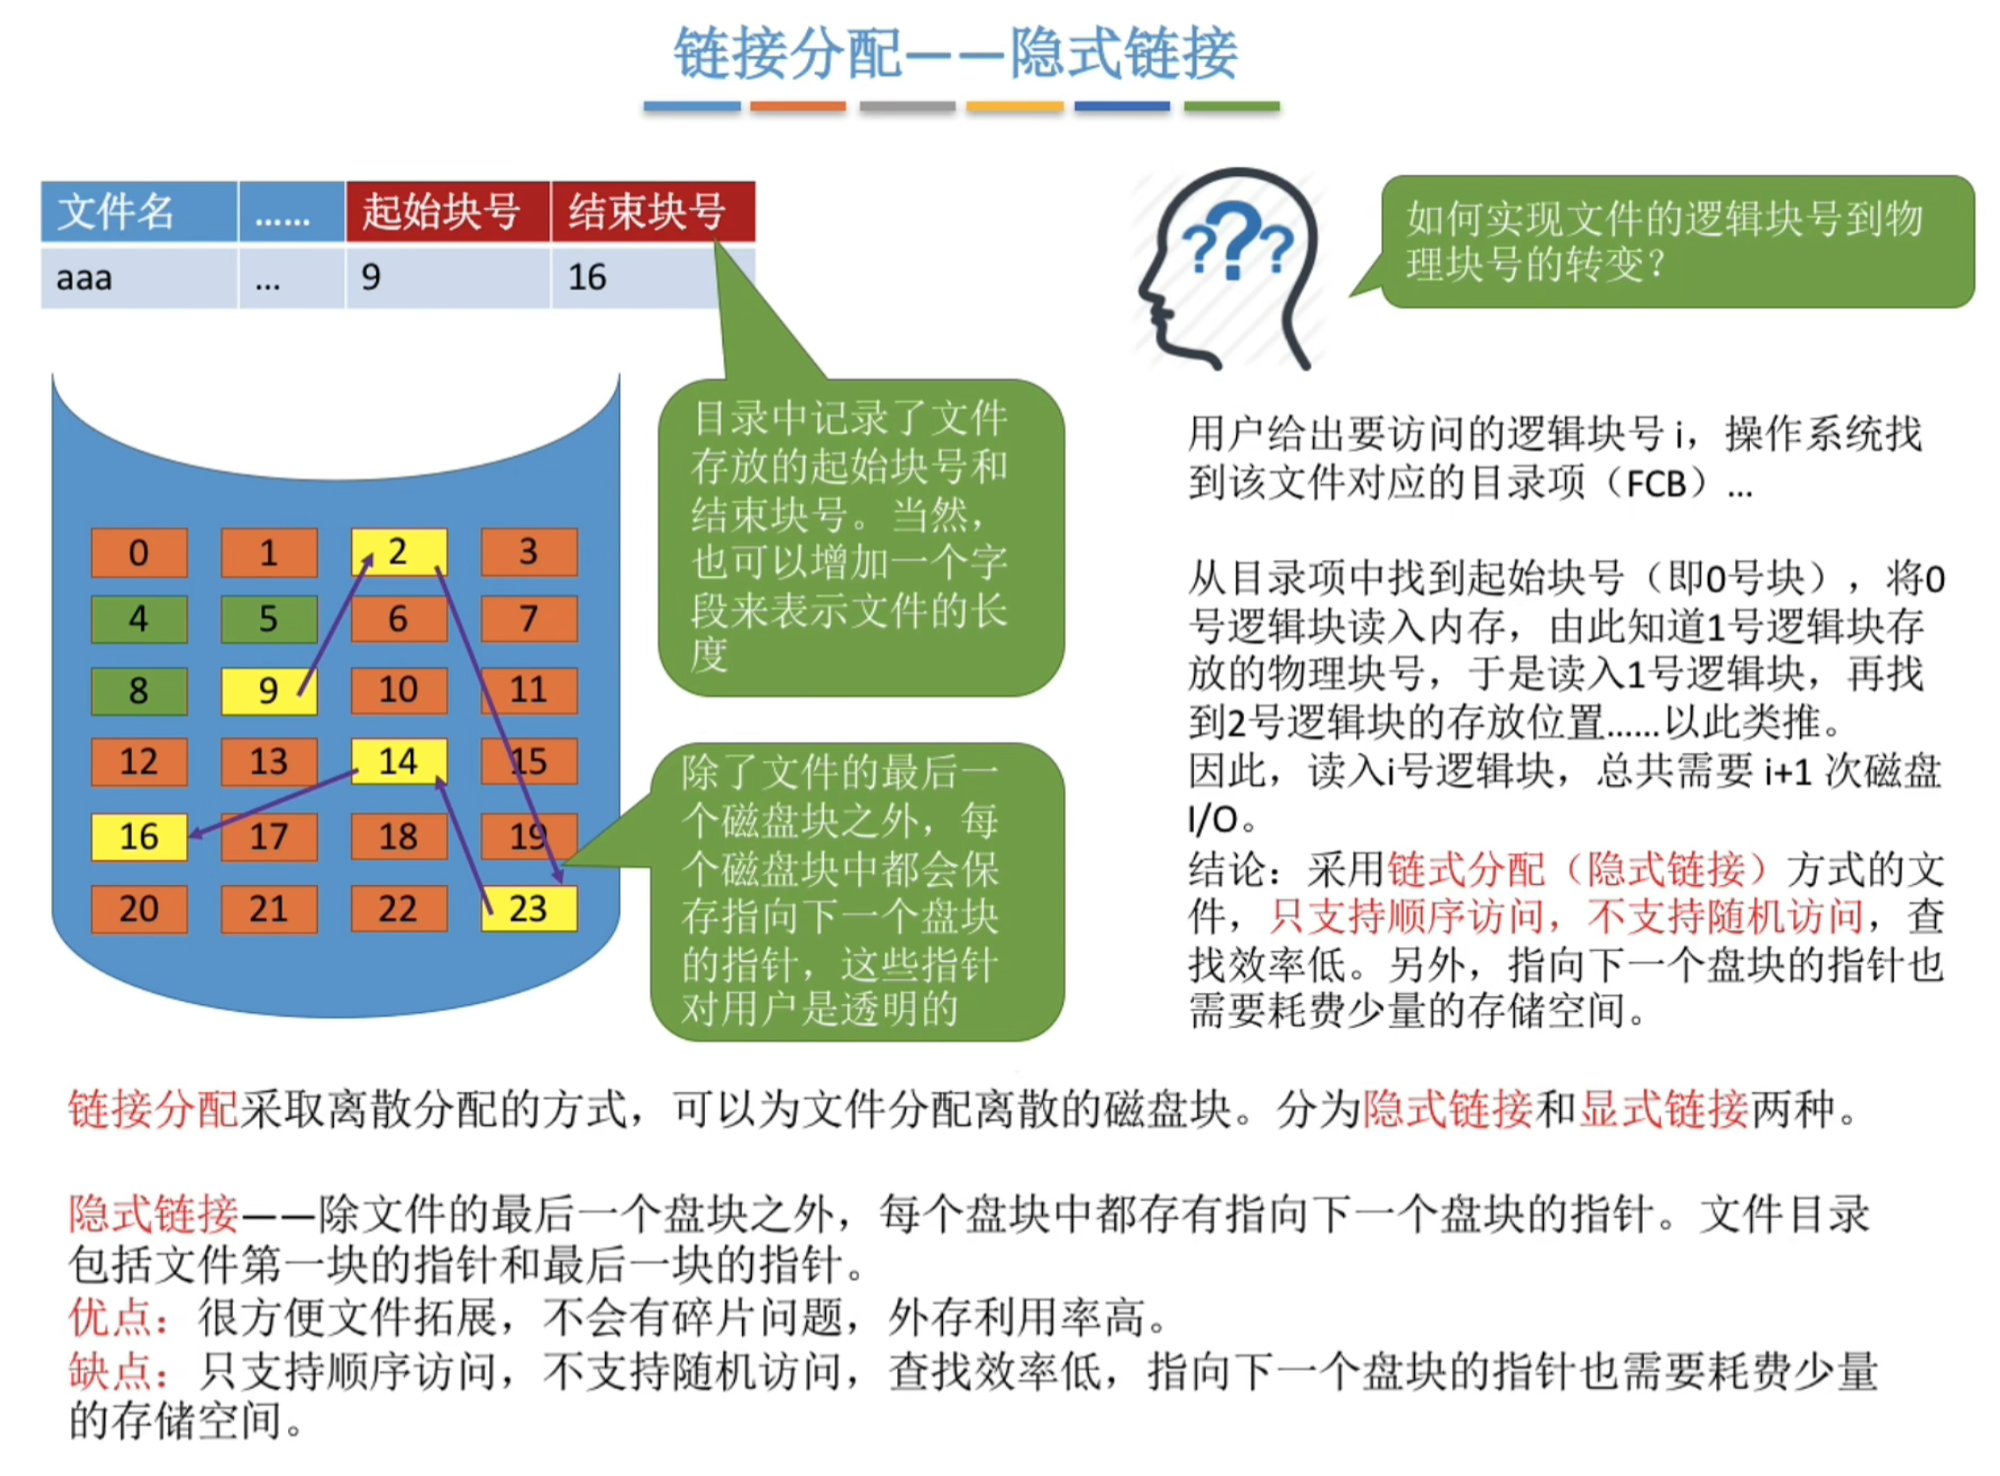 链接分配——隐式链接
文件名 …… 起始块号 结束块号
aaa … 9 16
???
如何实现文件的逻辑块号到物
理块号的转变？
目录中记录了文件
存放的起始块号和
结束块号。当然，
也可以增加一个字
段来表示文件的长
度
0 1 2 3
4 5 6 7
8 9 10 11
12 13 14 15
16 17 18 19
20 21 22 23
除了文件的最后一
个磁盘块之外，每
个磁盘块中都会保
存指向下一个盘块
的指针，这些指针
对用户是透明的
用户给出要访问的逻辑块号 i，操作系统找
到该文件对应的目录项（FCB）…
从目录项中找到起始块号（即0号块），将0
号逻辑块读入内存，由此知道1号逻辑块存
放的物理块号，于是读入1号逻辑块，再找
到2号逻辑块的存放位置……以此类推。
因此，读入i号逻辑块，总共需要 i+1 次磁盘
I/O。
结论：采用链式分配（隐式链接）方式的文
件，只支持顺序访问，不支持随机访问，查
找效率低。另外，指向下一个盘块的指针也
需要耗费少量的存储空间。
链接分配采取离散分配的方式，可以为文件分配离散的磁盘块。分为隐式链接和显式链接两种。
隐式链接——除文件的最后一个盘块之外，每个盘块中都存有指向下一个盘块的指针。文件目录
包括文件第一块的指针和最后一块的指针。
优点：很方便文件拓展，不会有碎片问题，外存利用率高。
缺点：只支持顺序访问，不支持随机访问，查找效率低，指向下一个盘块的指针也需要耗费少量
的存储空间。